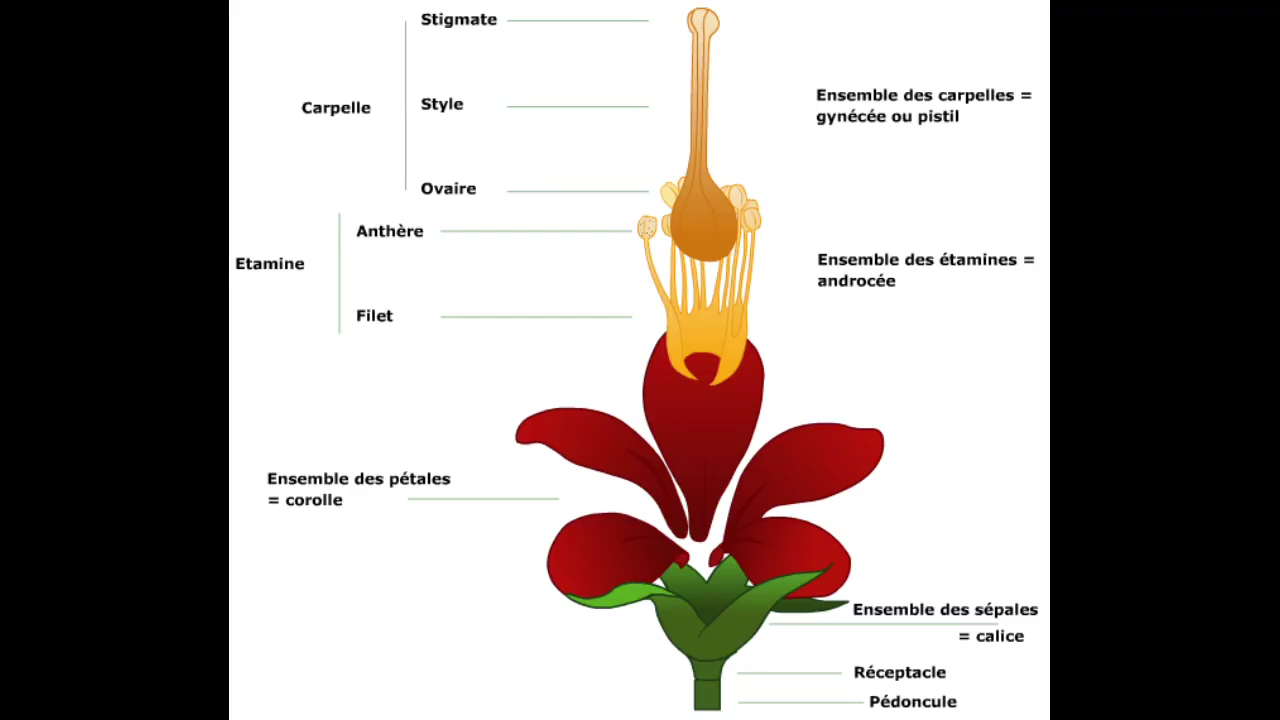 Stigmate
Carpelle
Style
Ovaire
Ensemble des carpelles =
gynécée ou pistil
Etamine
Anthère
Filet
Ensemble des étamines =
androcée
Ensemble des pétales
= corolle
Ensemble des sépales
= calice
Réceptacle
Pédoncule